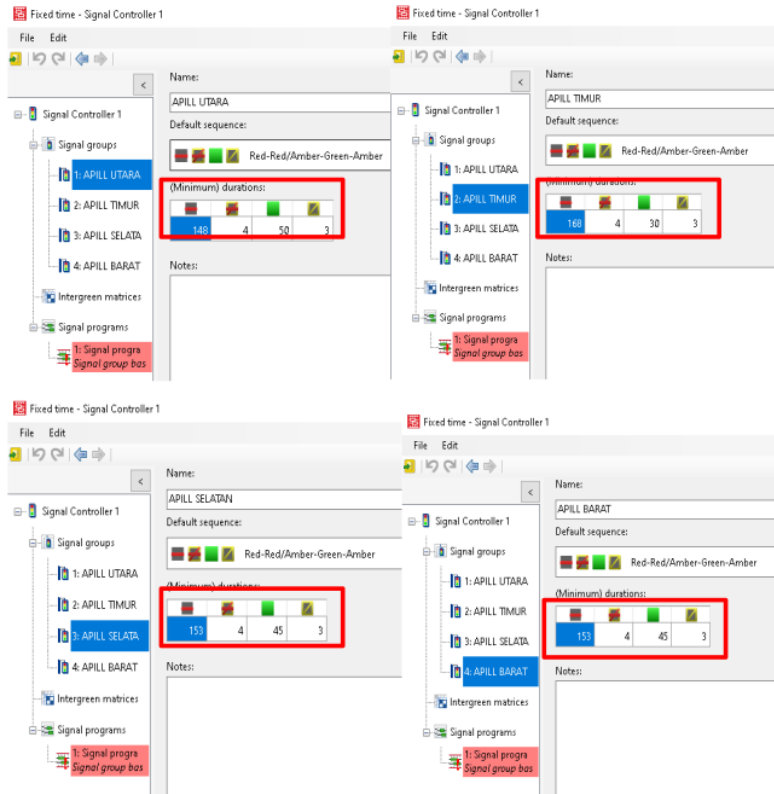 Fixed time - Signal Controller 1
File Edit
<
Name:
APILL UTARA
Default sequence:
Red-Red/Amber-Green-Amber
(Minimum) durations:
148 4 50 3
Notes:
Signal Controller 1
Signal groups
1: APILL UTARA
2: APILL TIMUR
3: APILL SELATA
4: APILL BARAT
Intergreen matrices
Signal programs
1: Signal progra
Signal group bas
Fixed time - Signal Controller 1
File Edit
<
Name:
APILL TIMUR
Default sequence:
Red-Red/Amber-Green-Amber
(Minimum) durations:
168 4 30 3
Notes:
Signal Controller 1
Signal groups
1: APILL UTARA
2: APILL TIMUR
3: APILL SELATA
4: APILL BARAT
Intergreen matrices
Signal programs
1: Signal progra
Signal group bas
Fixed time - Signal Controller 1
File Edit
<
Name:
APILL SELATAN
Default sequence:
Red-Red/Amber-Green-Amber
(Minimum) durations:
153 4 45 3
Notes:
Signal Controller 1
Signal groups
1: APILL UTARA
2: APILL TIMUR
3: APILL SELATA
4: APILL BARAT
Intergreen matrices
Signal programs
1: Signal progra
Signal group bas
Fixed time - Signal Controller 1
File Edit
<
Name:
APILL BARAT
Default sequence:
Red-Red/Amber-Green-Amber
(Minimum) durations:
153 4 45 3
Notes:
Signal Controller 1
Signal groups
1: APILL UTARA
2: APILL TIMUR
3: APILL SELATA
4: APILL BARAT
Intergreen matrices
Signal programs
1: Signal progra
Signal group bas